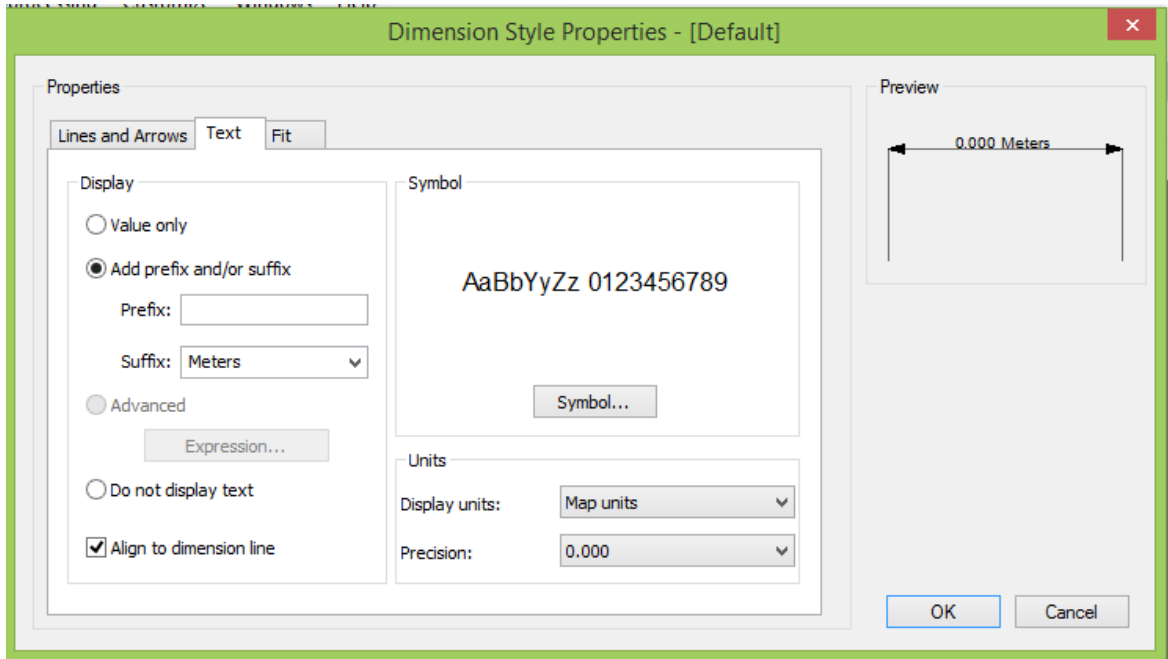 Dimension Style Properties - [Default]
Properties
Lines and Arrows Text Fit
Display
Value only
Add prefix and/or suffix
Prefix:
Suffix: Meters
Advanced
Expression...
Do not display text
Align to dimension line
Symbol
AaBbYyZz 0123456789
Symbol...
Units
Display units: Map units
Precision: 0.000
Preview
0.000 Meters
OK Cancel